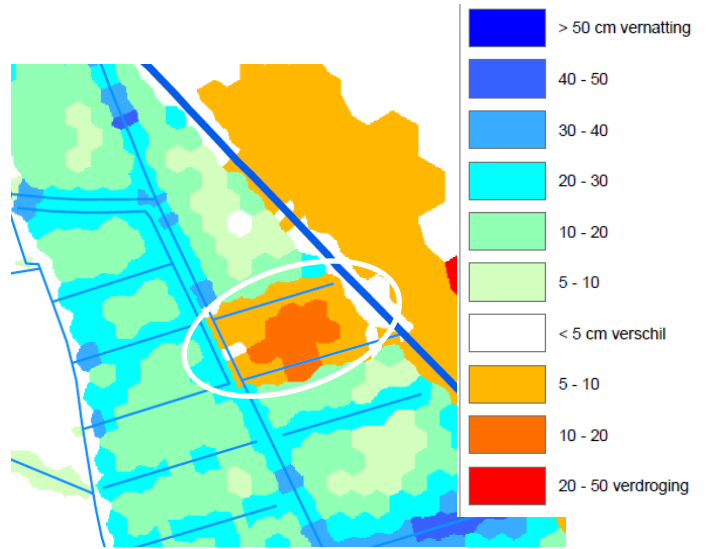 > 50 cm vernatting
40 - 50
30 - 40
20 - 30
10 - 20
5 - 10
< 5 cm verschil
5 - 10
10 - 20
20 - 50 verdroging